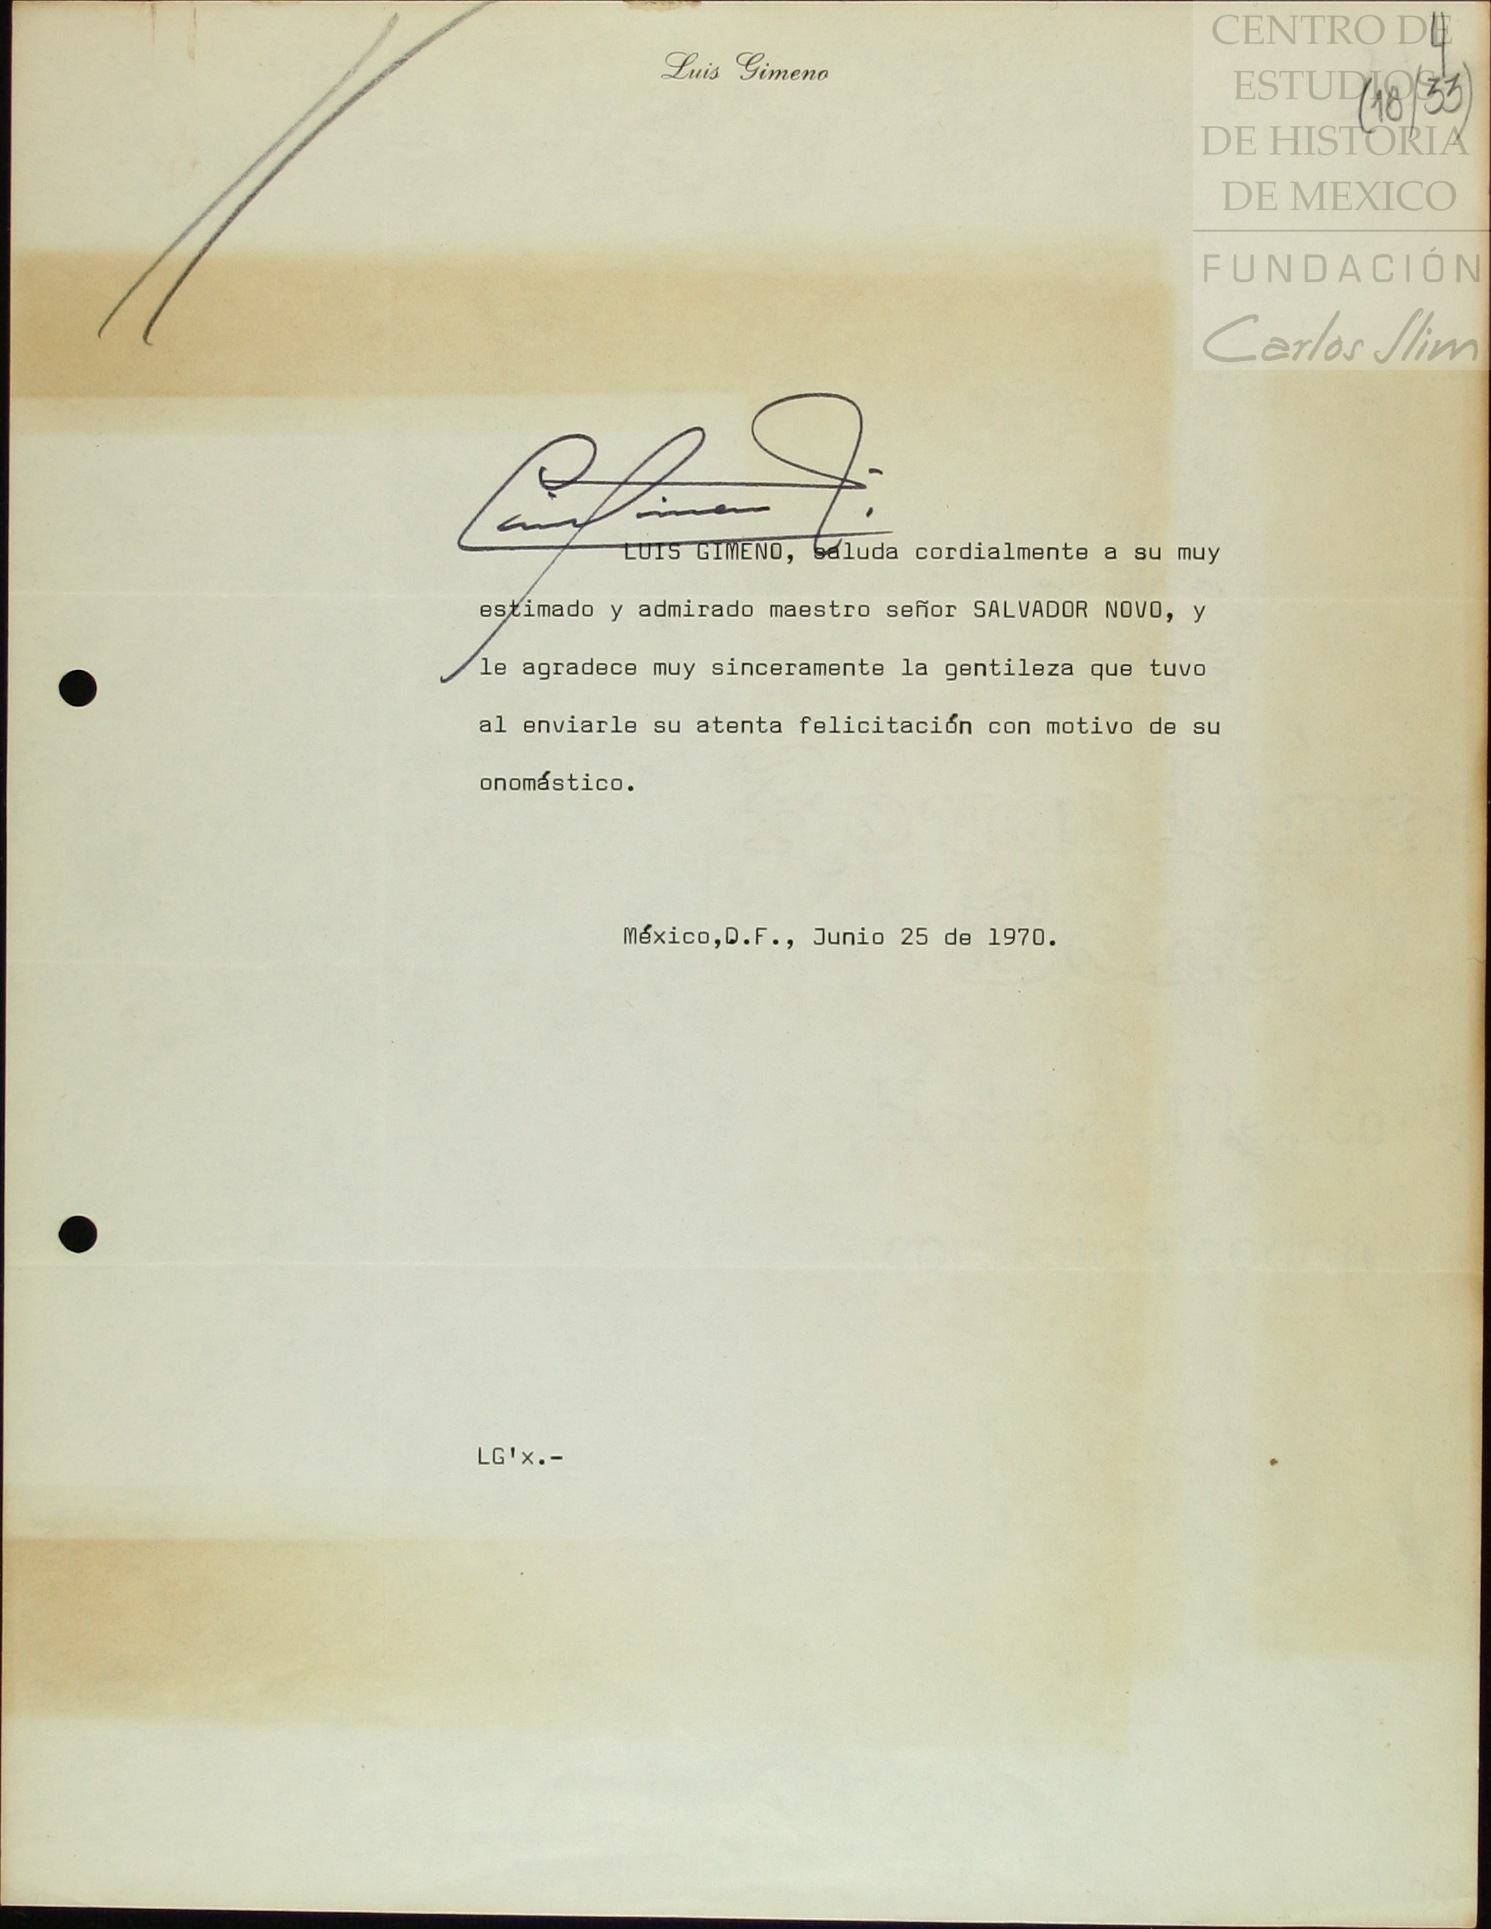 Luis Gimeno
4
(18/33)
CENTRO DE
ESTUDIOS
DE HISTORIA
DE MEXICO
FUNDACIÓN
Carlos Slim
LUIS GIMENO, saluda cordialmente a su muy
estimado y admirado maestro señor SALVADOR NOVO, y
le agradece muy sinceramente la gentileza que tuvo
al enviarle su atenta felicitación con motivo de su
onomástico.
México,D.F., Junio 25 de 1970.
LG'x.-